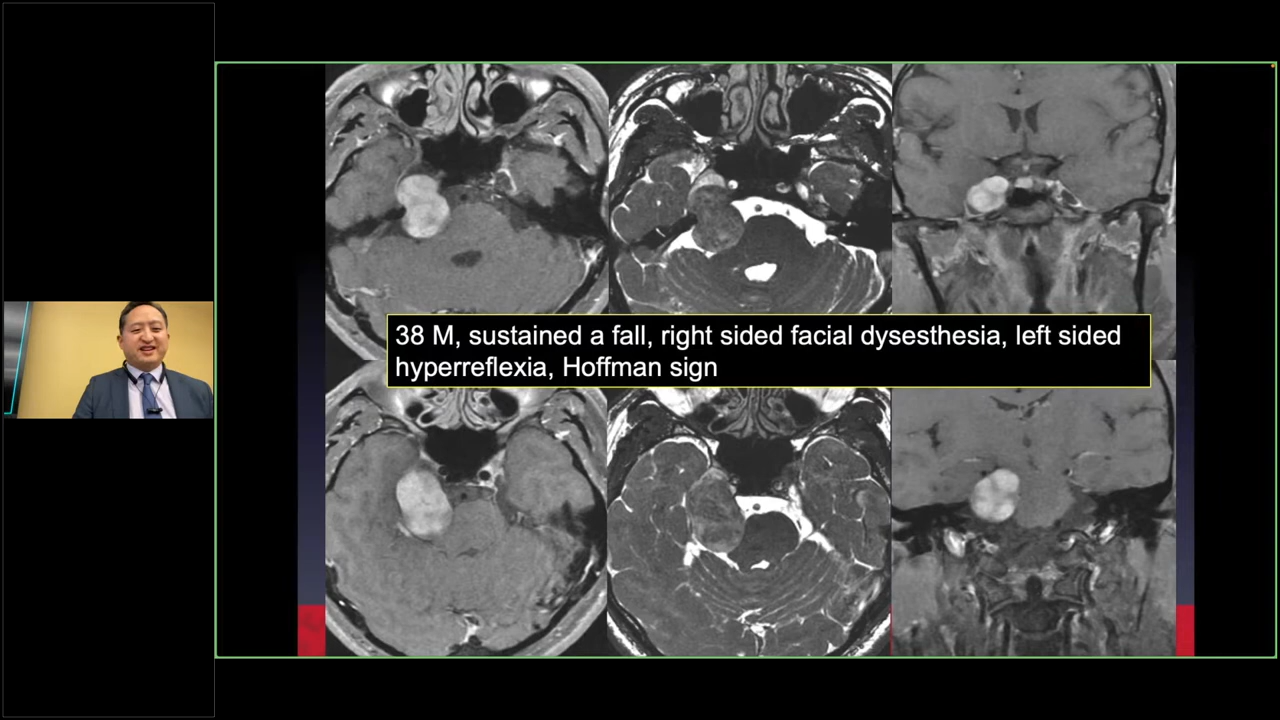 38 M, sustained a fall, right sided facial dysesthesia, left sided
hyperreflexia, Hoffman sign